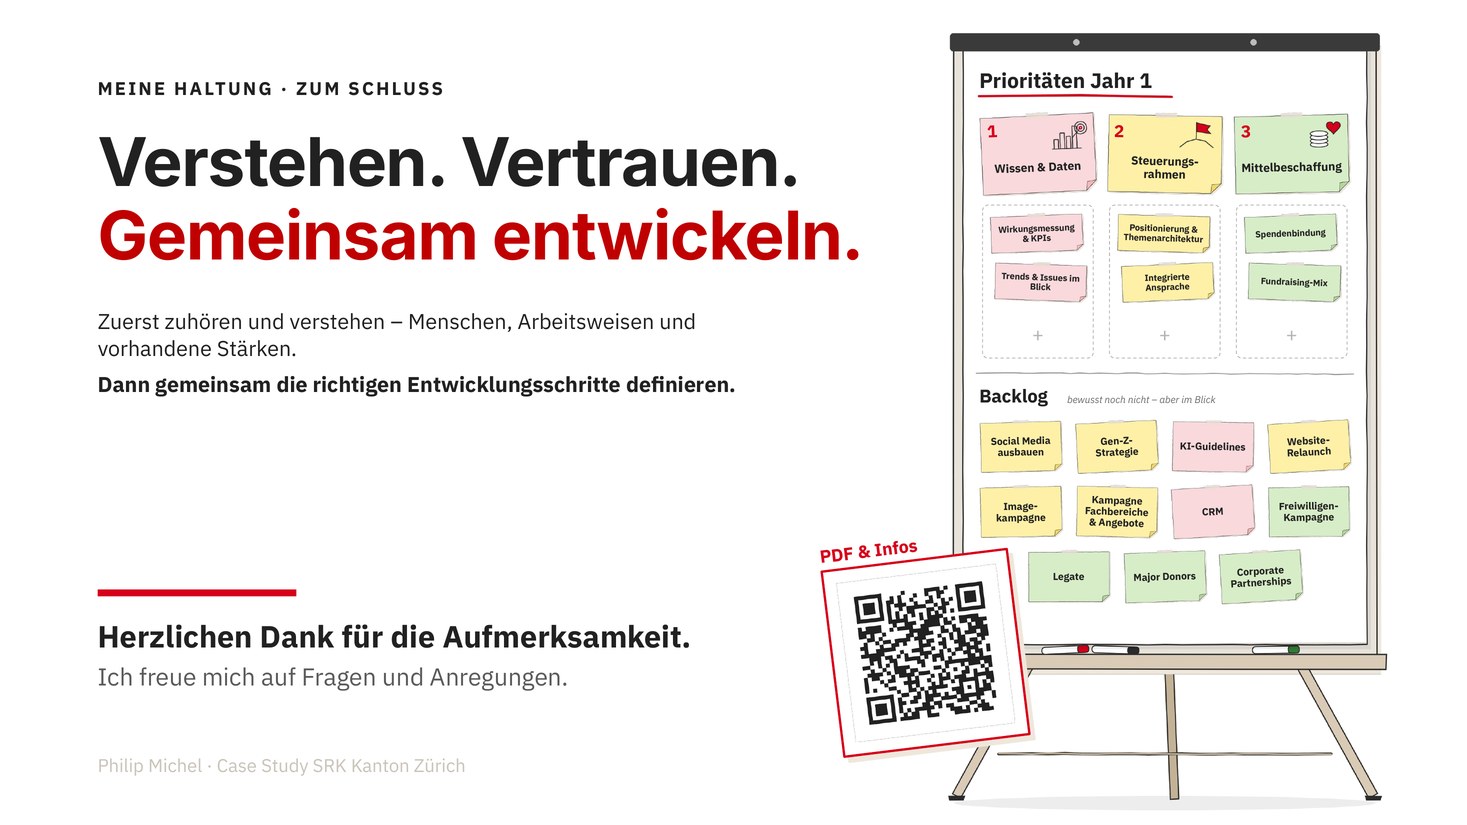 MEINE HALTUNG · ZUM SCHLUSS
Verstehen. Vertrauen.
Gemeinsam entwickeln.
Zuerst zuhören und verstehen – Menschen, Arbeitsweisen und
vorhandene Stärken.
Dann gemeinsam die richtigen Entwicklungsschritte definieren.
Herzlichen Dank für die Aufmerksamkeit.
Ich freue mich auf Fragen und Anregungen.
Philip Michel · Case Study SRK Kanton Zürich
PDF & Infos
Prioritäten Jahr 1
1
Wissen & Daten
2
Steuerungs-
rahmen
3
Mittelbeschaffung
Wirkungsmessung
& KPIs
Trends & Issues im
Blick
+
Positionierung &
Themenarchitektur
Integrierte
Ansprache
+
Spendenbindung
Fundraising-Mix
+
Backlog
bewusst noch nicht – aber im Blick
Social Media
ausbauen
Gen-Z-
Strategie
KI-Guidelines
Website-
Relaunch
Image-
kampagne
Kampagne
Fachbereiche
& Angebote
CRM
Freiwilligen-
Kampagne
Legate
Major Donors
Corporate
Partnerships